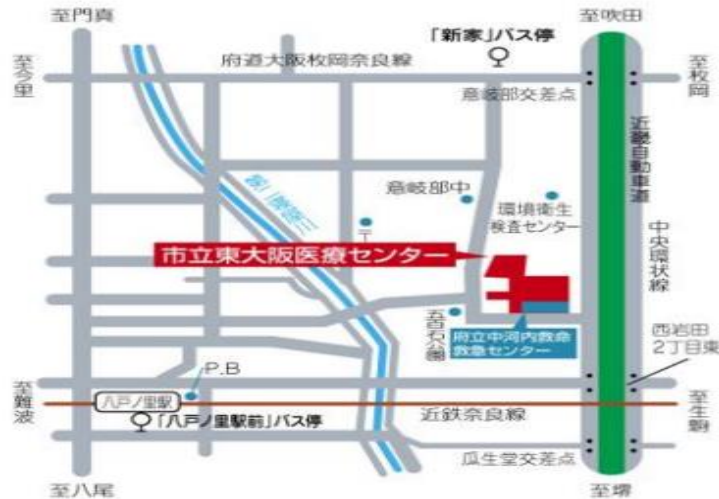 至門真
至吹田
「新家」バス停
府道大阪枚岡奈良線
至今里
至枚岡
意岐部交差点
近畿自動車道
意岐部中
環境衛生
検査センター
〒
中央環状線
市立東大阪医療センター
五百石公園
府立中河内救命
救急センター
西岩田
2丁目東
P.B
至難波
八戸ノ里駅
「八戸ノ里駅前」バス停
近鉄奈良線
至生駒
瓜生堂交差点
至八尾
至堺